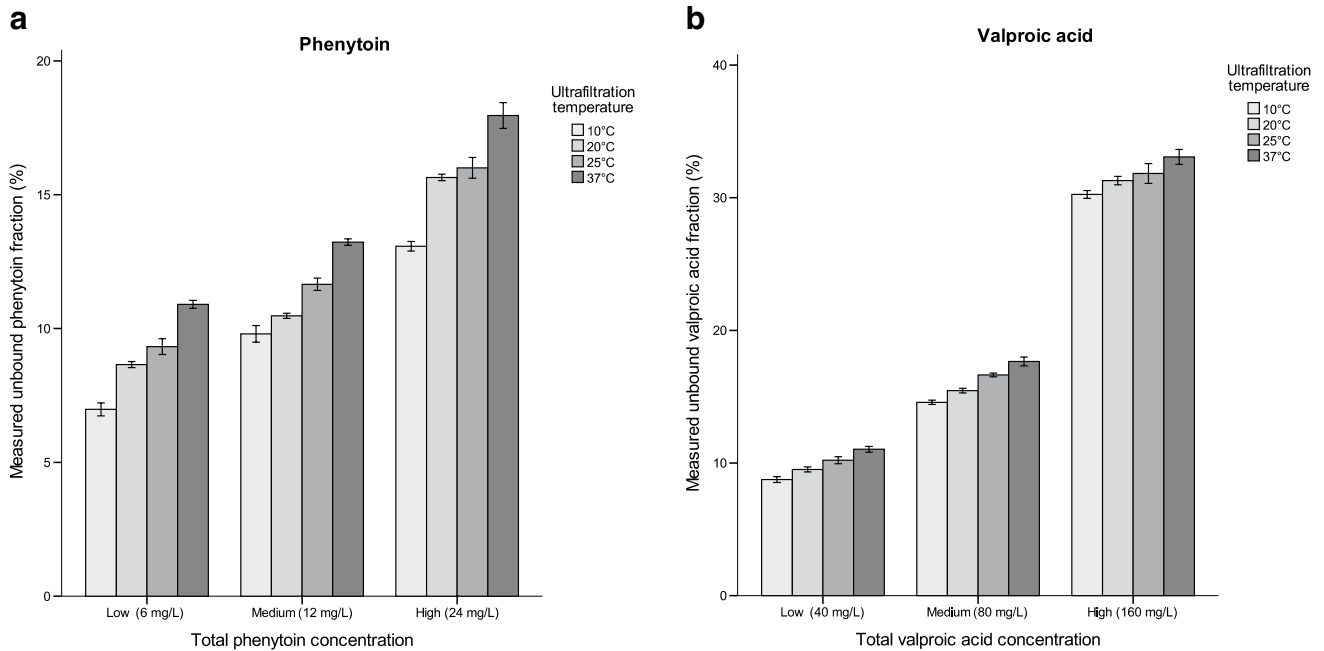 a
Phenytoin
Measured unbound phenytoin fraction (%)
20
15
10
5
0
Ultrafiltration
temperature
10°C
20°C
25°C
37°C
Low (6 mg/L)
Medium (12 mg/L)
High (24 mg/L)
Total phenytoin concentration
b
Valproic acid
Measured unbound valproic acid fraction (%)
40
30
20
10
0
Ultrafiltration
temperature
10°C
20°C
25°C
37°C
Low (40 mg/L)
Medium (80 mg/L)
High (160 mg/L)
Total valproic acid concentration